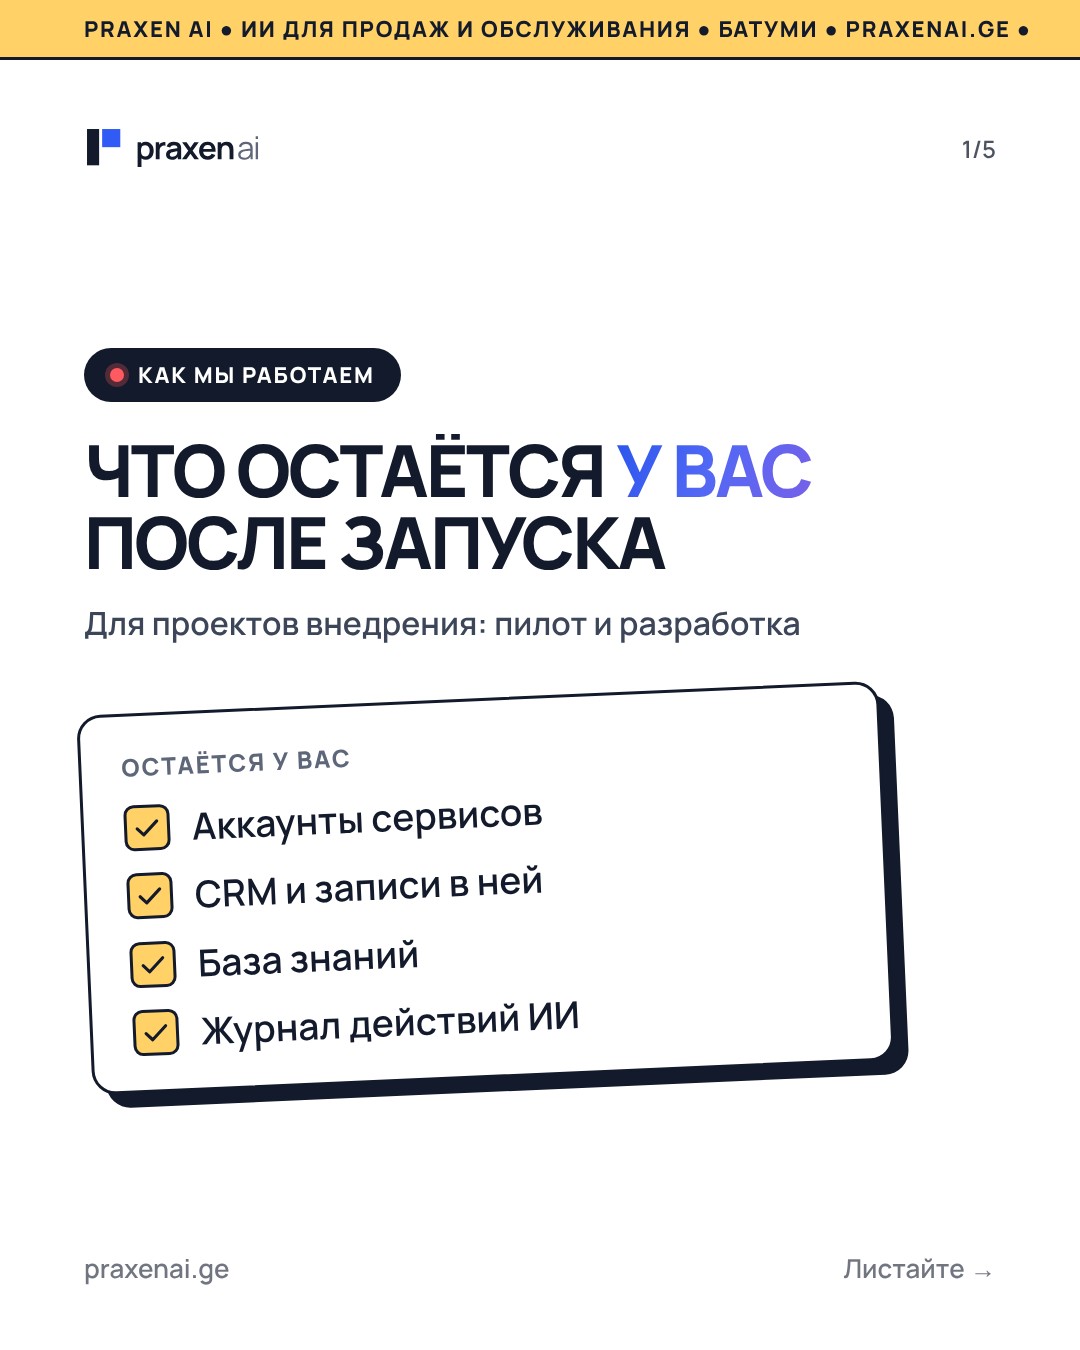 PRAXEN AI ● ИИ ДЛЯ ПРОДАЖ И ОБСЛУЖИВАНИЯ ● БАТУМИ ● PRAXENAI.GE ●
praxen ai
1/5
КАК МЫ РАБОТАЕМ
ЧТО ОСТАЁТСЯ У ВАС
ПОСЛЕ ЗАПУСКА
Для проектов внедрения: пилот и разработка
ОСТАЁТСЯ У ВАС
Аккаунты сервисов
CRM и записи в ней
База знаний
Журнал действий ИИ
praxenai.ge
Листайте →